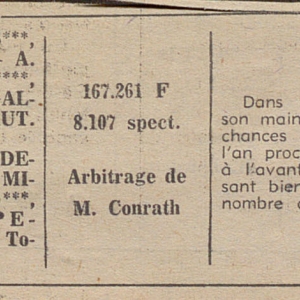 ***,
A.
***,
AL-
UT.
DE-
MI-
***,
PE-
To-
167.261 F
8.107 spect.
Arbitrage de
M. Conrath
Dans
son main
chances
l'an proc
à l'avant
sant bien
nombre